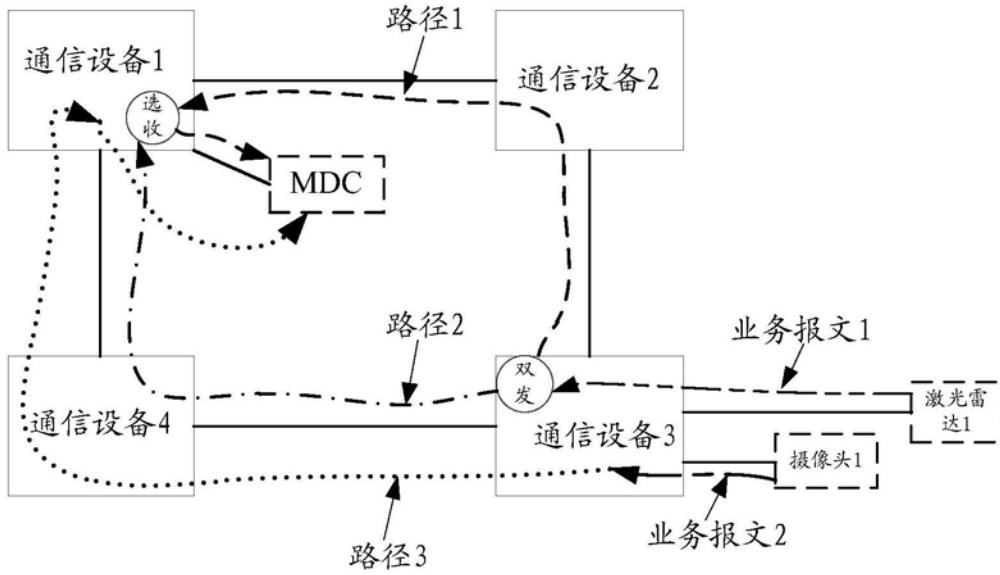 路径1
通信设备1
通信设备2
选
收
MDC
路径2
业务报文1
双
发
激光雷
达1
通信设备4
通信设备3
摄像头1
路径3
业务报文2